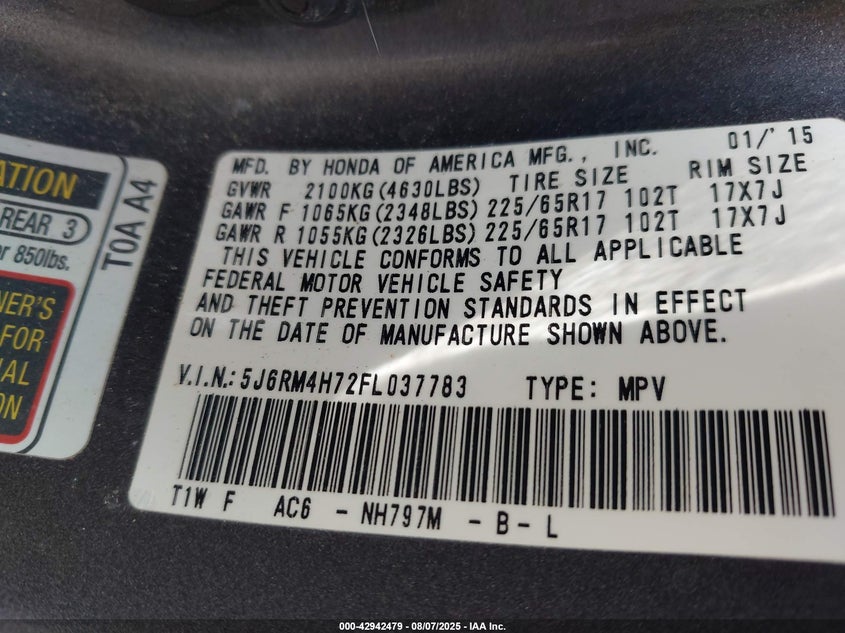 ATION
REAR 3
or 850lbs.
NER'S
FOR
IAL
ON
T0A A4
MFD. BY HONDA OF AMERICA MFG., INC. 01/'15
GVWR 2100KG(4630LBS) TIRE SIZE RIM SIZE
GAWR F 1065KG(2348LBS) 225/65R17 102T 17X7J
GAWR R 1055KG(2326LBS) 225/65R17 102T 17X7J
THIS VEHICLE CONFORMS TO ALL APPLICABLE
FEDERAL MOTOR VEHICLE SAFETY
AND THEFT PREVENTION STANDARDS IN EFFECT
ON THE DATE OF MANUFACTURE SHOWN ABOVE.
V.I.N.: 5J6RM4H72FL037783 TYPE: MPV
T1W F AC6 - NH797M - B - L
000-42942479 - 08/07/2025 - IAA Inc.